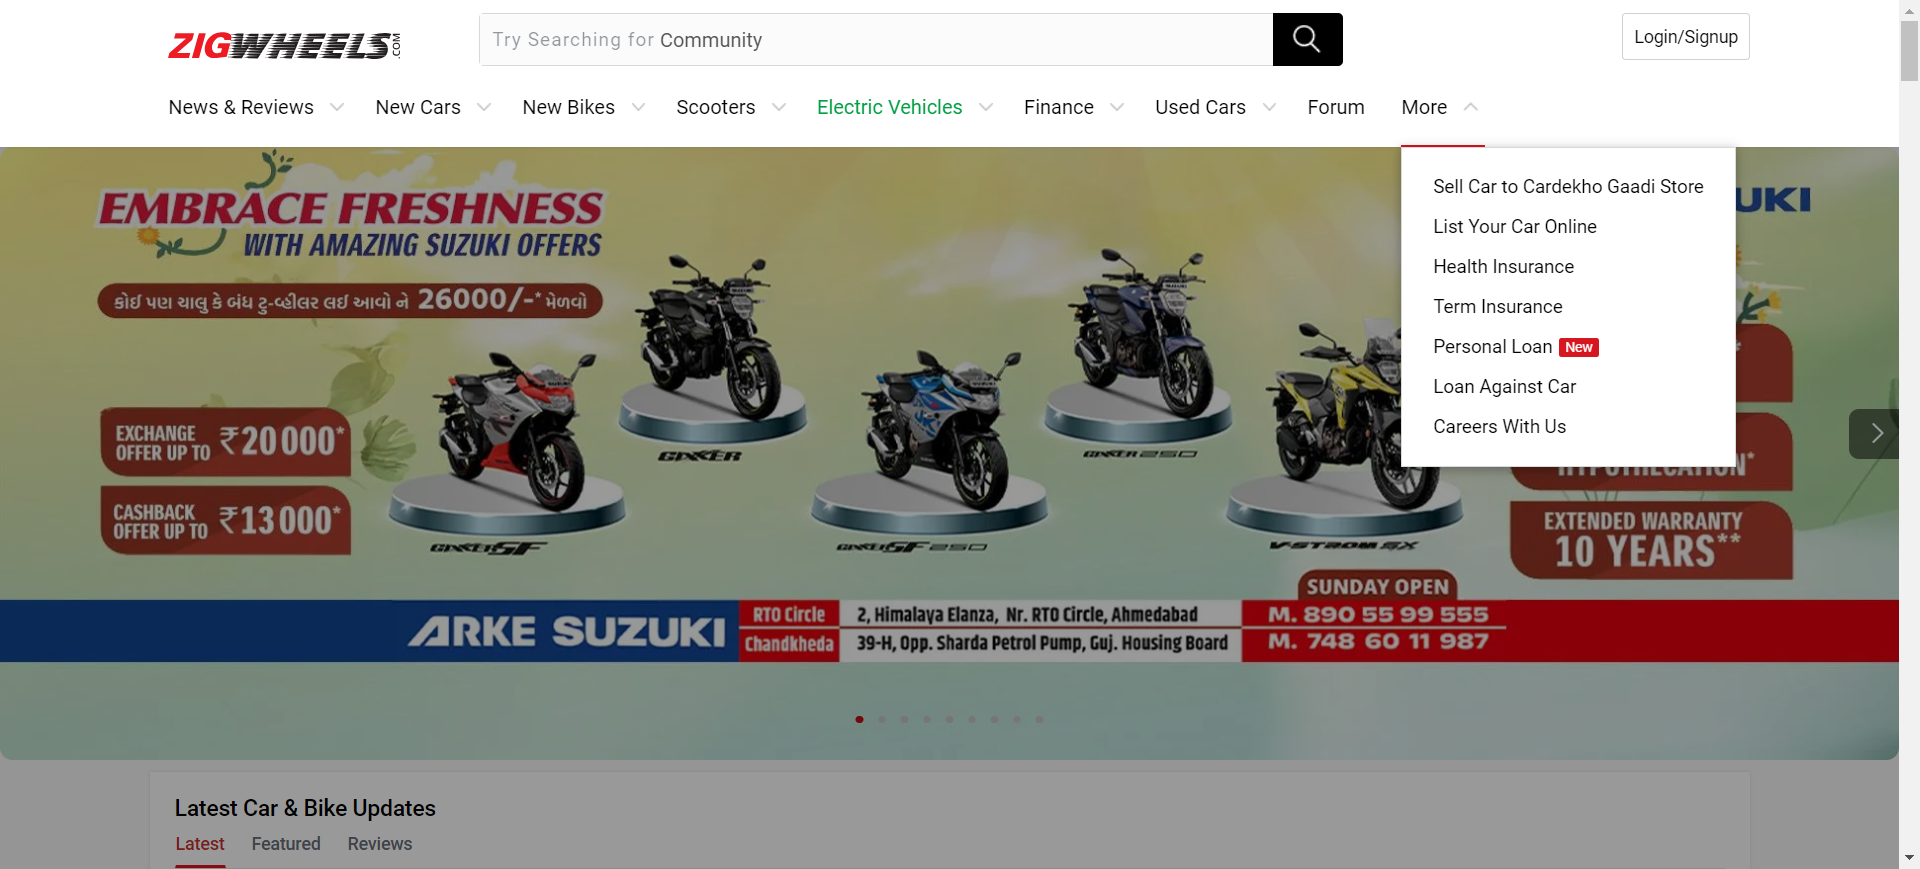 ZIGWHEELS.COM
Try Searching for Community
Login/Signup
News & Reviews
New Cars
New Bikes
Scooters
Electric Vehicles
Finance
Used Cars
Forum
More
Sell Car to Cardekho Gaadi Store
List Your Car Online
Health Insurance
Term Insurance
Personal Loan New
Loan Against Car
Careers With Us
EMBRACE FRESHNESS
WITH AMAZING SUZUKI OFFERS
કોઈ પણ ચાલુ કે બંધ ટુ-વ્હીલર લઈ આવો ને 26000/-* મેળવો
UKI
EXCHANGE
OFFER UP TO ₹20 000*
CASHBACK
OFFER UP TO ₹13 000*
GIXXER
GIXXER 250
GIXXER SF
GIXXER SF 250
V-STROM SX
HYPOTHECATION*
EXTENDED WARRANTY
10 YEARS**
SUNDAY OPEN
ARKE SUZUKI
RTO Circle
2, Himalaya Elanza, Nr. RTO Circle, Ahmedabad
M. 890 55 99 555
Chandkheda
39-H, Opp. Sharda Petrol Pump, Guj. Housing Board
M. 748 60 11 987
Latest Car & Bike Updates
Latest
Featured
Reviews